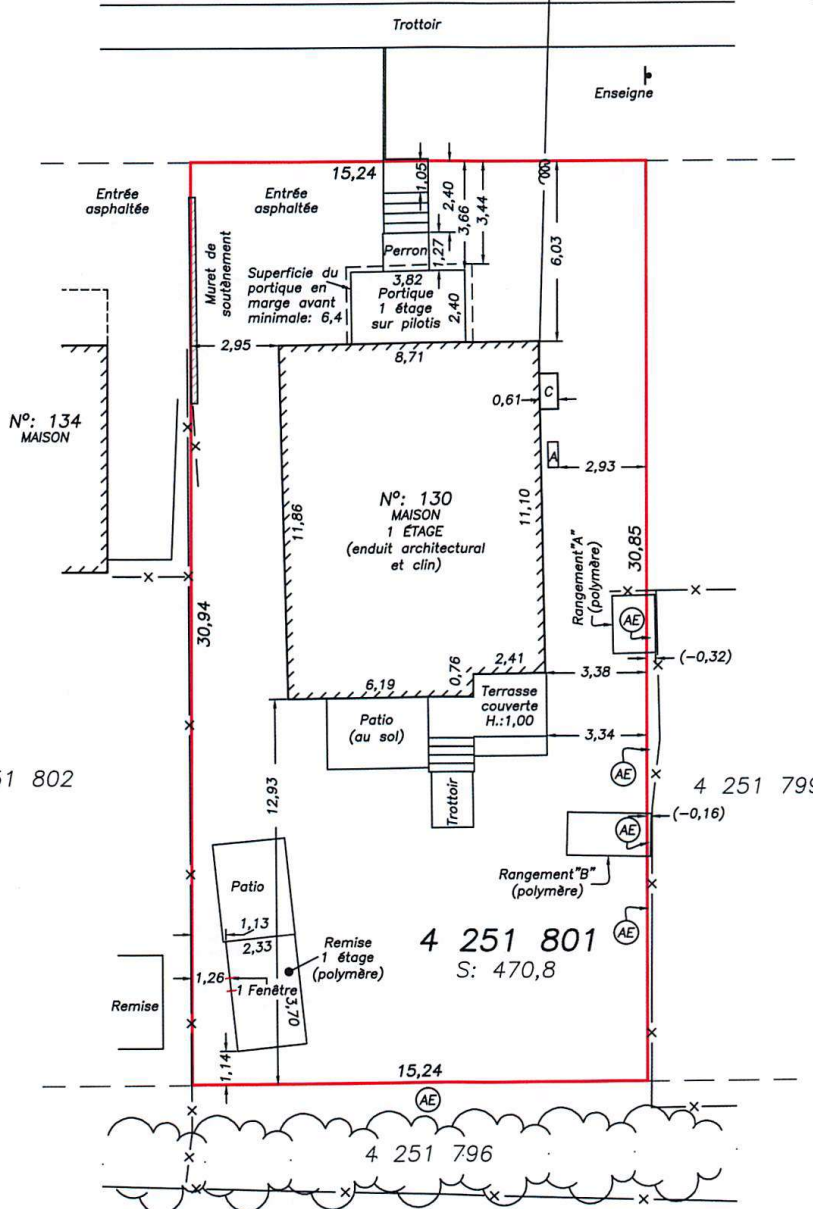 Trottoir
Enseigne
15,24
1,05
2,40
3,66
3,44
6,03
Entrée
asphaltée
Entrée
asphaltée
Muret de
soutènement
Perron
1,27
Superficie du
portique en
marge avant
minimale: 6,4
3,82
Portique
1 étage
sur pilotis
2,40
2,95
8,71
C
0,61
A
2,93
N°: 134
MAISON
N°: 130
MAISON
1 ÉTAGE
(enduit architectural
et clin)
11,86
11,10
30,85
30,94
Rangement"A"
(polymère)
AE
(-0,32)
2,41
0,76
3,38
6,19
Terrasse
couverte
H.:1,00
Patio
(au sol)
3,34
AE
51 802
4 251 799
12,93
Trottoir
(-0,16)
AE
Rangement"B"
(polymère)
Patio
1,13
2,33
Remise
1 étage
(polymère)
4 251 801
S: 470,8
AE
1,26
1 Fenêtre
3,70
Remise
1,14
15,24
AE
4 251 796